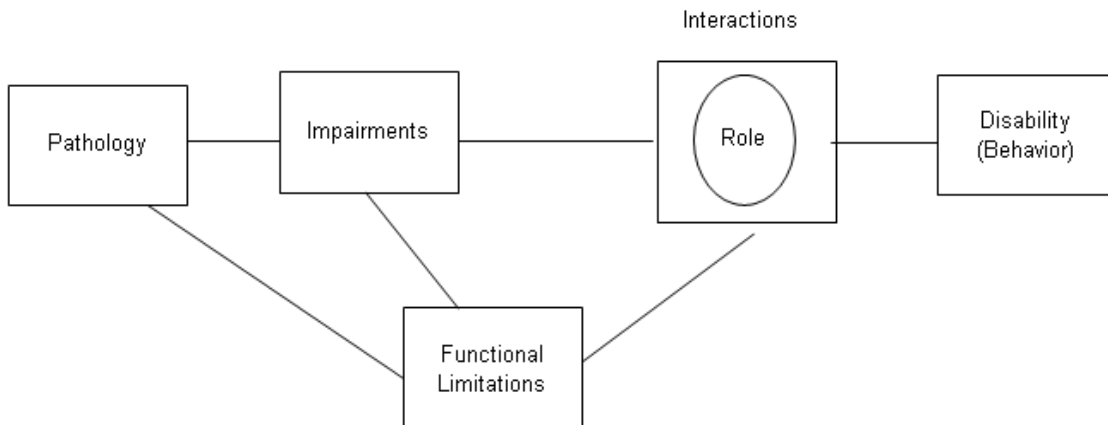 Interactions
Pathology
Impairments
Role
Disability
(Behavior)
Functional
Limitations